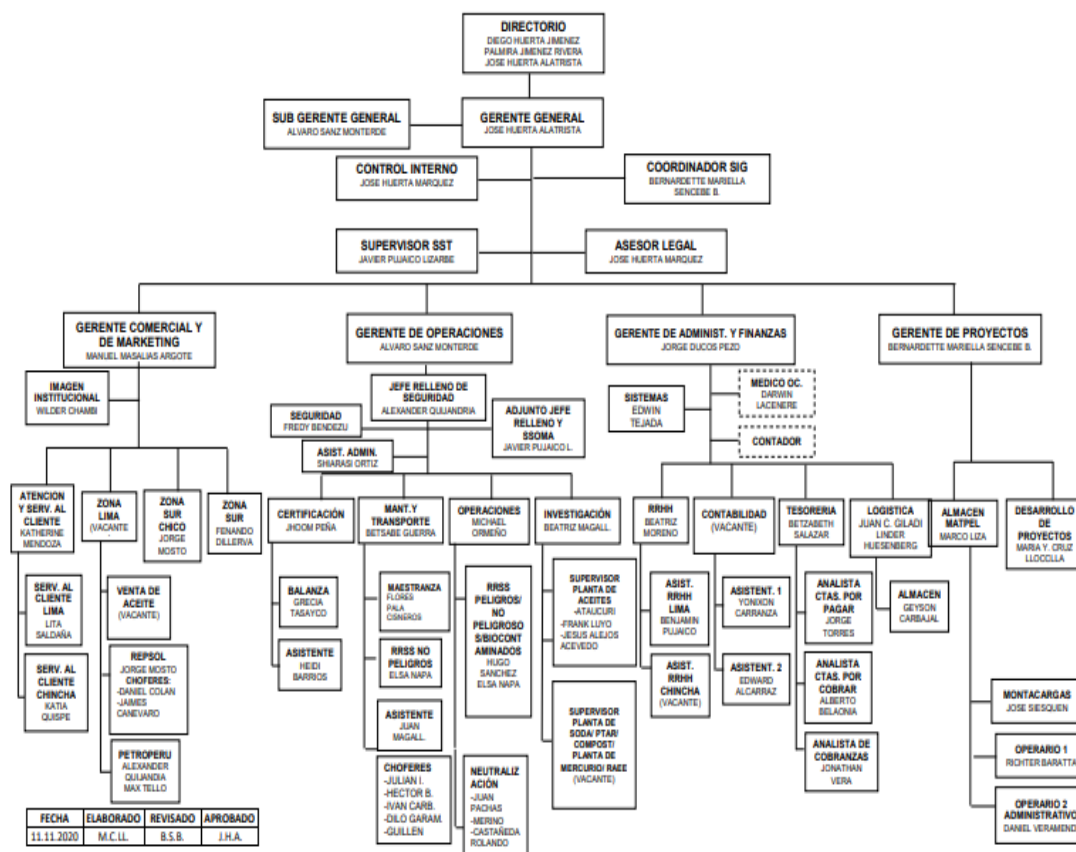 DIRECTORIO
DIEGO HUERTA JIMENEZ
PALMIRA JIMENEZ RIVERA
JOSE HUERTA ALATRISTA
SUB GERENTE GENERAL
ALVARO SANZ MONTERDE
GERENTE GENERAL
JOSE HUERTA ALATRISTA
CONTROL INTERNO
JOSE HUERTA MARQUEZ
COORDINADOR SIG
BERNARDETTE MARIELLA
SENCEBE B.
SUPERVISOR SST
JAVIER PUJAICO LIZARBE
ASESOR LEGAL
JOSE HUERTA MARQUEZ
GERENTE COMERCIAL Y
DE MARKETING
MANUEL MASALIAS ARGOTE
GERENTE DE OPERACIONES
ALVARO SANZ MONTERDE
GERENTE DE ADMINIST. Y FINANZAS
JORGE DUCOS PEZO
GERENTE DE PROYECTOS
BERNARDETTE MARIELLA SENCEBE B.
IMAGEN
INSTITUCIONAL
WILDER CHAMBI
JEFE RELLENO DE
SEGURIDAD
ALEXANDER QUIJANDRIA
SEGURIDAD
FREDY BENDEZU
ADJUNTO JEFE
RELLENO Y
SSOMA
JAVIER PUJAICO L.
ASIST. ADMIN.
SHIARASI ORTIZ
SISTEMAS
EDWIN
TEJADA
MEDICO OC.
DARWIN
LACENERE
CONTADOR
ATENCION
Y SERV. AL
CLIENTE
KATHERINE
MENDOZA
ZONA
LIMA
(VACANTE
ZONA
SUR
CHICO
JORGE
MOSTO
ZONA
SUR
FENANDO
DILLERVA
CERTIFICACIÓN
JHOOM PEÑA
MANT.Y
TRANSPORTE
BETSABE GUERRA
OPERACIONES
MICHAEL
ORMEÑO
INVESTIGACIÓN
BEATRIZ MAGALL.
RRHH
BEATRIZ
MORENO
CONTABILIDAD
(VACANTE)
TESORERIA
BETZABETH
SALAZAR
LOGISTICA
JUAN C. GILADI
LINDER
HUESENBERG
ALMACEN
MATPEL
MARCO LIZA
DESARROLLO
DE
PROYECTOS
MARIA Y. CRUZ
LLOCCLLA
SERV. AL
CLIENTE
LIMA
LITA
SALDAÑA
SERV. AL
CLIENTE
CHINCHA
KATIA
QUISPE
VENTA DE
ACEITE
(VACANTE)
REPSOL
JORGE MOSTO
CHOFERES:
-DANIEL COLAN
-JAIMES
CANEVARO
PETROPERU
ALEXANDER
QUIJANDIA
MAX TELLO
BALANZA
GRECIA
TASAYCO
ASISTENTE
HEIDI
BARRIOS
MAESTRANZA
FLORES
PALA
CISNEROS
RRSS NO
PELIGROS
ELSA NAPA
ASISTENTE
JUAN
MAGALL.
CHOFERES
-JULIAN I.
-HECTOR B.
-IVAN CARB.
-DILO GARAM.
-GUILLEN
RRSS
PELIGROS/
NO
PELIGROSO
S/BIOCONT
AMINADOS
HUGO
SANCHEZ
ELSA NAPA
NEUTRALIZ
ACIÓN
-JUAN
PACHAS
-MERINO
-CASTAÑEDA
ROLANDO
SUPERVISOR
PLANTA DE
ACEITES
-ATAUCURI
-FRANK LUYO
-JESUS ALEJOS
ACEVEDO
SUPERVISOR
PLANTA DE
SODA/ PTAR/
COMPOST/
PLANTA DE
MERCURIO/ RAEE
(VACANTE)
ASIST.
RRHH
LIMA
BENJAMIN
PUJAICO
ASIST.
RRHH
CHINCHA
(VACANTE)
ASISTENT. 1
YONIXON
CARRANZA
ASISTENT. 2
EDWARD
ALCARRAZ
ANALISTA
CTAS. POR
PAGAR
JORGE
TORRES
ANALISTA
CTAS. POR
COBRAR
ALBERTO
BELAONIA
ANALISTA DE
COBRANZAS
JONATHAN
VERA
ALMACEN
GEYSON
CARBAJAL
MONTACARGAS
JOSE SIESQUEN
OPERARIO 1
RICHTER BARATTA
OPERARIO 2
ADMINISTRATIVO
DANIEL VERAMEND
FECHA ELABORADO REVISADO APROBADO
11.11.2020 M.C.LL. B.S.B. J.H.A.